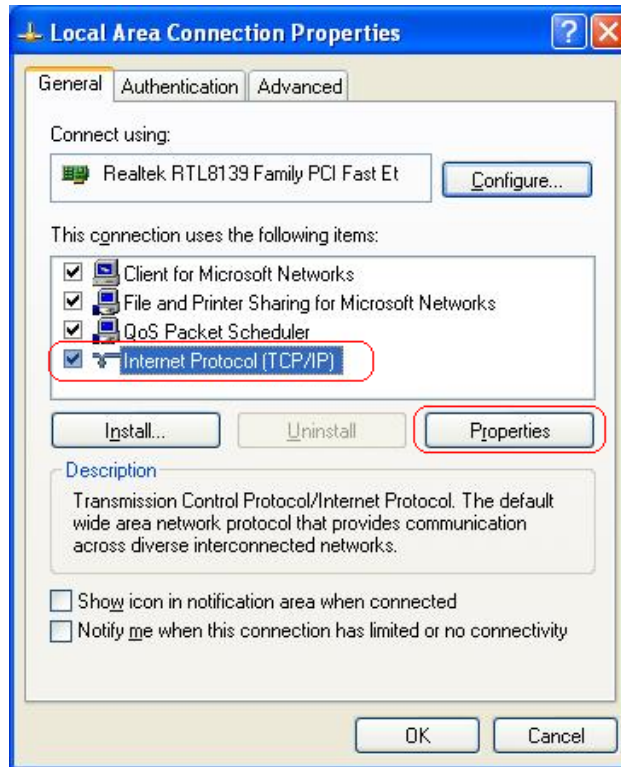 Local Area Connection Properties
General
Authentication
Advanced
Connect using:
Realtek RTL8139 Family PCI Fast Et
Configure...
This connection uses the following items:
Client for Microsoft Networks
File and Printer Sharing for Microsoft Networks
QoS Packet Scheduler
Internet Protocol (TCP/IP)
Install...
Uninstall
Properties
Description
Transmission Control Protocol/Internet Protocol. The default
wide area network protocol that provides communication
across diverse interconnected networks.
Show icon in notification area when connected
Notify me when this connection has limited or no connectivity
OK
Cancel